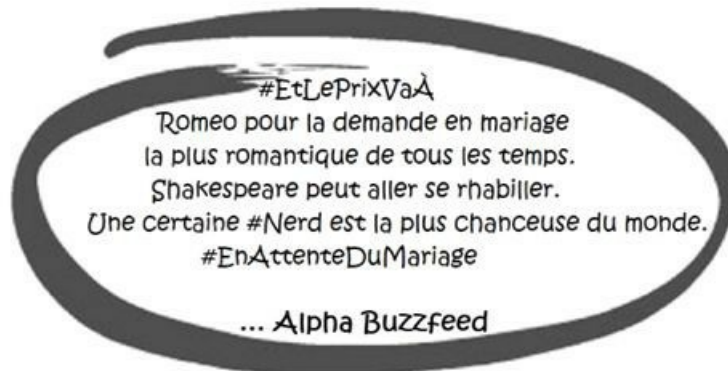 #EtLePrixVaÀ
Romeo pour la demande en mariage
la plus romantique de tous les temps.
Shakespeare peut aller se rhabiller.
Une certaine #Nerd est la plus chanceuse du monde.
#EnAttenteDuMariage
... Alpha Buzzfeed